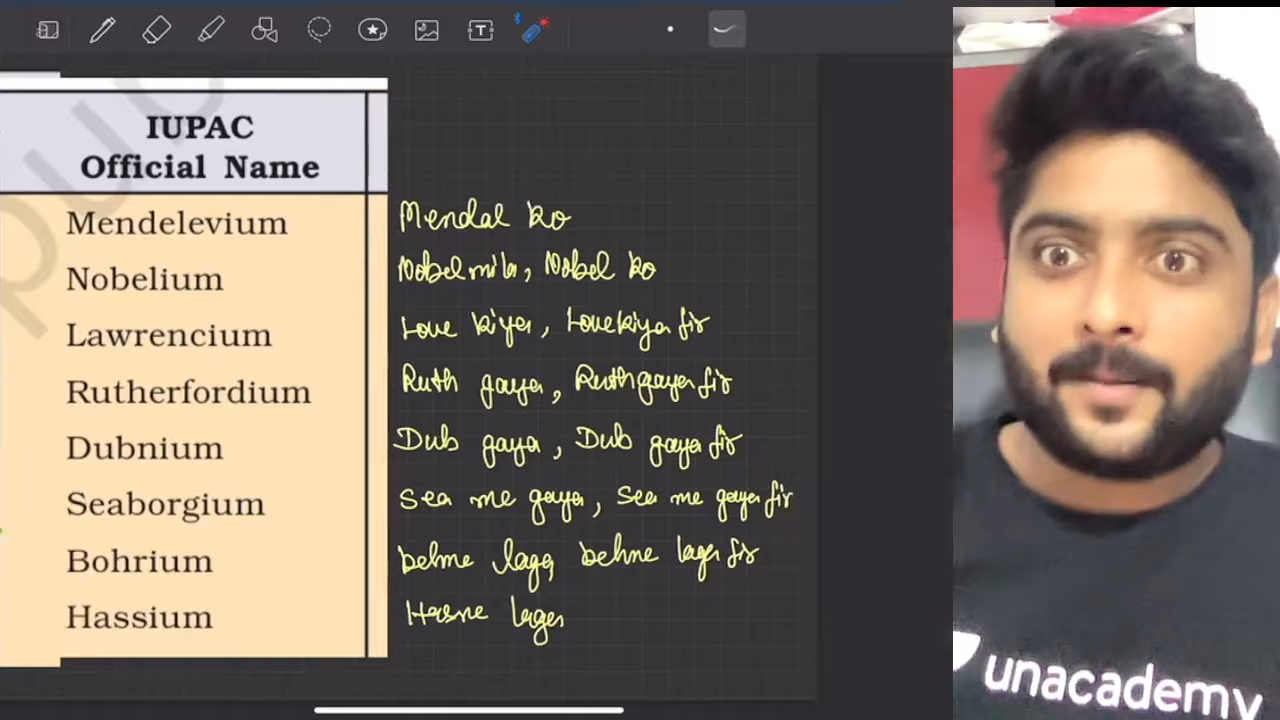 IUPAC
Official Name
Mendelevium
Mendal ko
Nobelium
Nobel mila, Nobel ko
Lawrencium
Love kiya, Love kiya fir
Rutherfordium
Ruth gaya, Ruth gaya fir
Dubnium
Dub gaya, Dub gaya fir
Seaborgium
Sea me gaya, Sea me gaya fir
Bohrium
behne laga, behne laga fir
Hassium
Hasne laga
unacademy